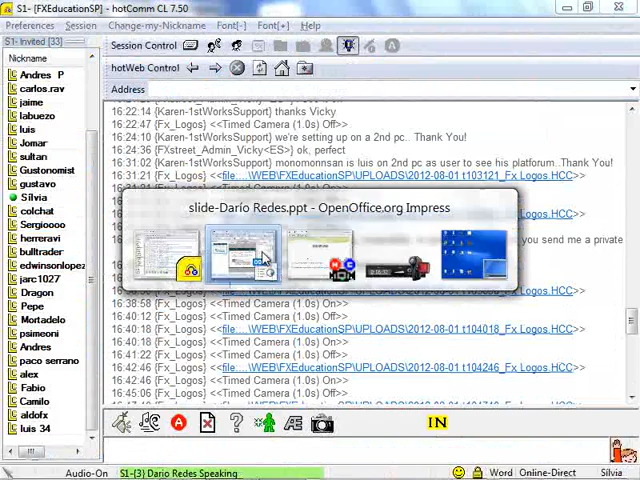 S1- [FXEducationSP] - hotComm CL 7.50
Preferences Session Change-my-Nickname Font[-] Font[+] Help
S1- Invited [33]
Session Control
Nickname
hotWeb Control
Address
Andres P
carlos.rav
jaime
labuezo
luis
Jomar
sultan
Gustonomist
gustavo
Silvia
colchat
Sergioooo
herreravi
bulltrader
edwinsonlopez
jarc1027
Dragon
Pepe
Mortadelo
psimeoni
Andres
paco serrano
alex
Fabio
Camilo
aldofx
luis 34
16:22:14 {Karen-1stWorksSupport} thanks Vicky
16:22:47 {Fx_Logos} <<Timed Camera (1.0s) Off>>
16:24:10 {Karen-1stWorksSupport} we're setting up on a 2nd pc.. Thank You!
16:24:36 {FXstreet_Admin_Vicky<ES>} ok, perfect
16:31:02 {Karen-1stWorksSupport} monomonnsan is luis on 2nd pc as user to see his platform..Thank You!
16:31:21 {Fx_Logos} <<file....\WEB\FXEducationSP\UPLOADS\2012-08-01 t103121_Fx Logos.HCC>>
slide-Darío Redes.ppt - OpenOffice.org Impress
you send me a private
16:38:58 {Fx_Logos} <<Timed Camera (1.0s) On>>
16:40:12 {Fx_Logos} <<Timed Camera (1.0s) Off>>
16:40:18 {Fx_Logos} <<file....\WEB\FXEducationSP\UPLOADS\2012-08-01 t104018_Fx Logos.HCC>>
16:40:18 {Fx_Logos} <<Timed Camera (1.0s) On>>
16:41:22 {Fx_Logos} <<Timed Camera (1.0s) Off>>
16:42:46 {Fx_Logos} <<file....\WEB\FXEducationSP\UPLOADS\2012-08-01 t104246_Fx Logos.HCC>>
16:42:46 {Fx_Logos} <<Timed Camera (1.0s) On>>
16:45:06 {Fx_Logos} <<Timed Camera (1.0s) Off>>
IN
Audio-On S1-{3} Dario Redes Speaking Word Online-Direct Silvia